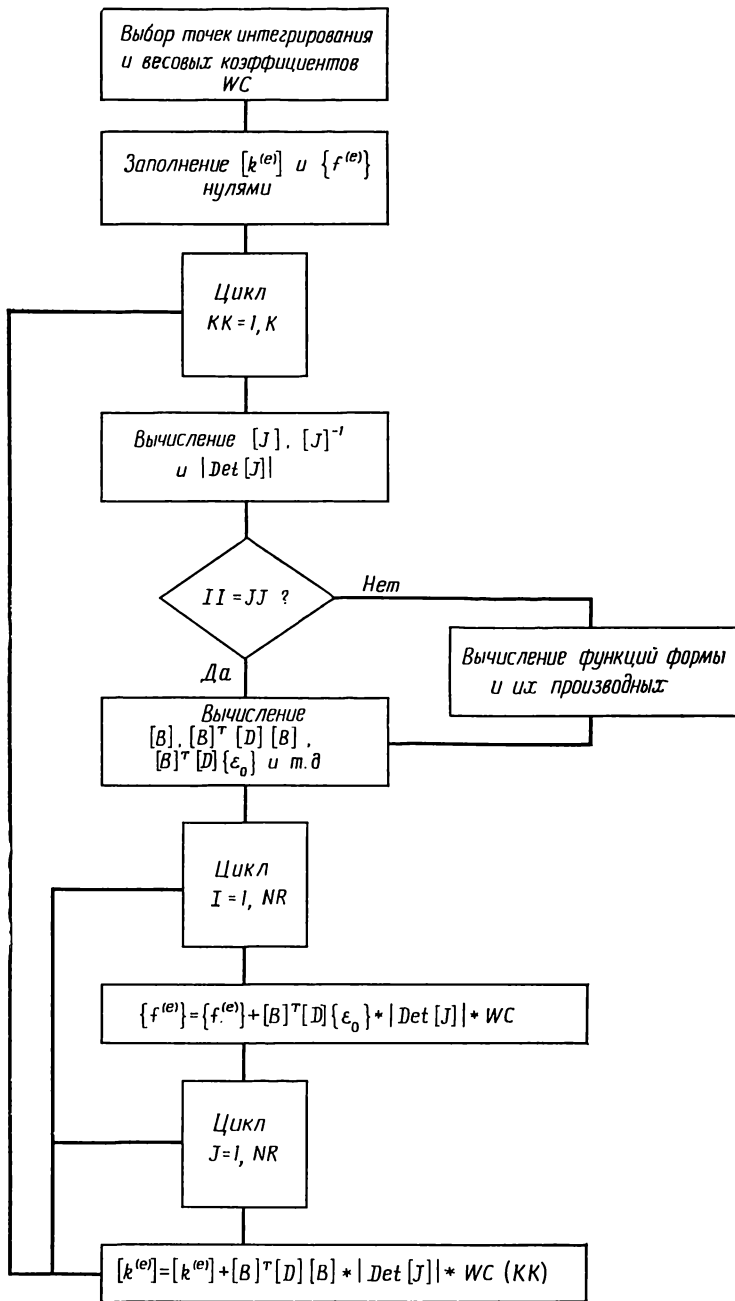 Выбор точек интегрирования
и весовых коэффициентов
WC
Заполнение [k^(e)] и {f^(e)}
нулями
Цикл
KK = 1, K
Вычисление [J], [J]^-1
и |Det [J]|
II = JJ ?
Нет
Да
Вычисление функций формы
и их производных
Вычисление
[B], [B]^T [D] [B] ,
[B]^T [D] {ε_0} и т.д
Цикл
I = 1, NR
{f^(e)} = {f.^(e)} + [B]^T [D] {ε_0} * |Det [J]| * WC
Цикл
J = 1, NR
[k^(e)] = [k^(e)] + [B]^T [D] [B] * |Det [J]| * WC (KK)